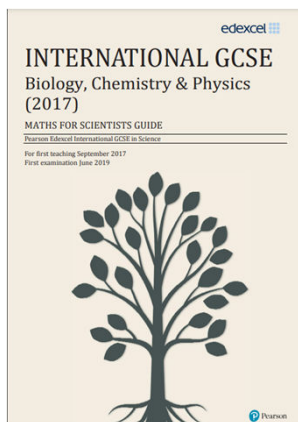 edexcel
INTERNATIONAL GCSE
Biology, Chemistry & Physics
(2017)
MATHS FOR SCIENTISTS GUIDE
Pearson Edexcel International GCSE in Science
For first teaching September 2017
First examination June 2019
Pearson